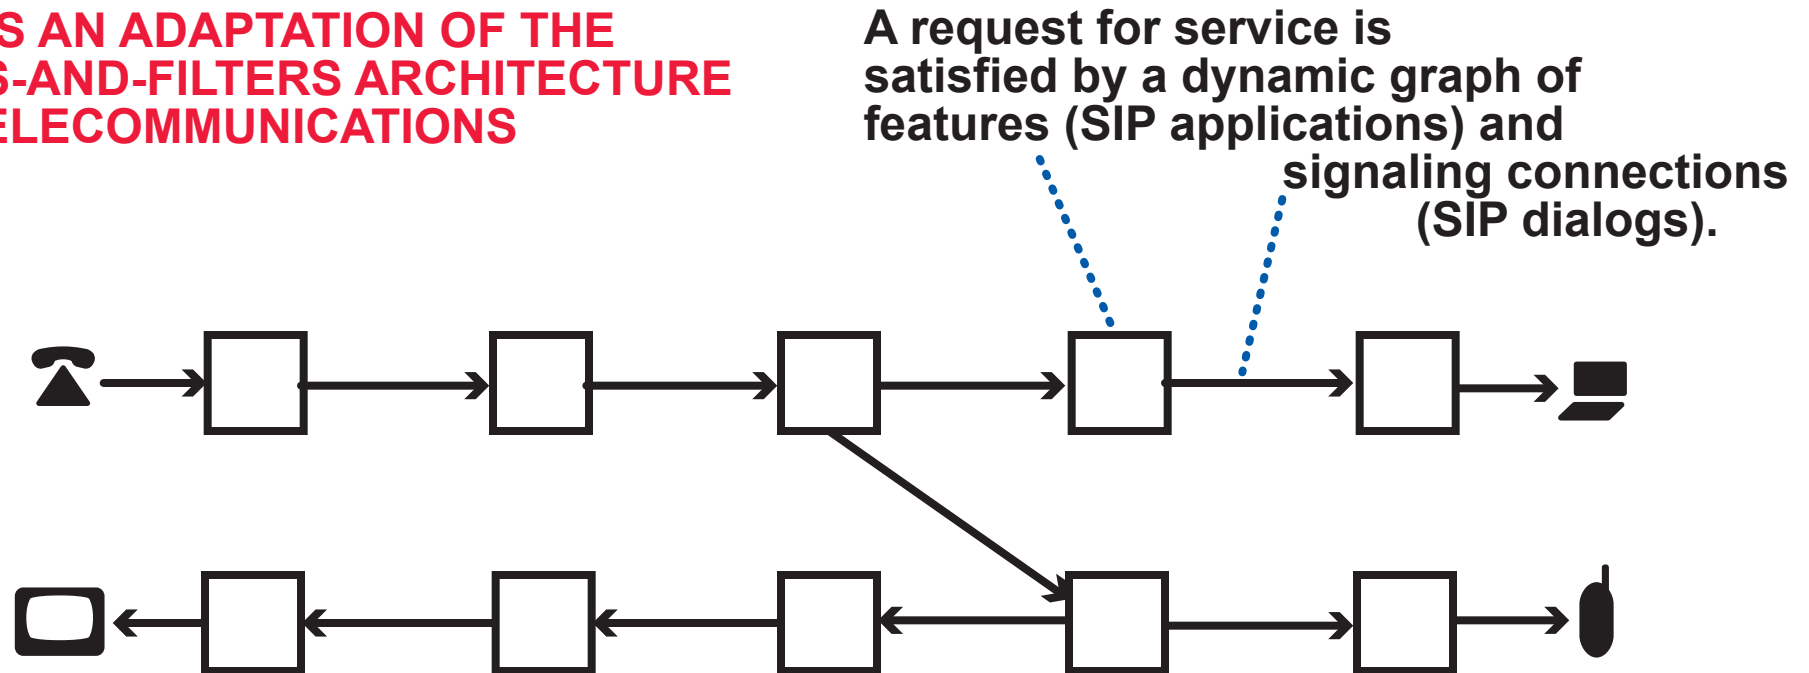 S AN ADAPTATION OF THE
S-AND-FILTERS ARCHITECTURE
ELECOMMUNICATIONS
A request for service is
satisfied by a dynamic graph of
features (SIP applications) and
signaling connections
(SIP dialogs).